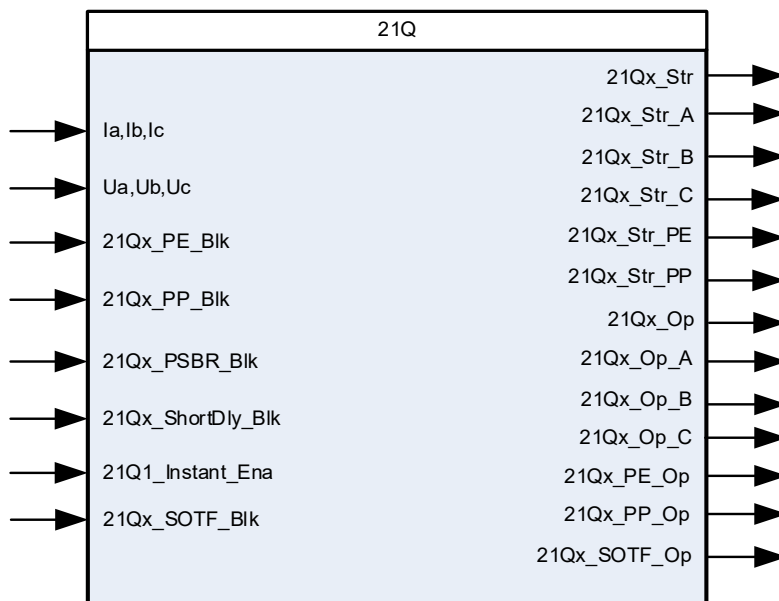 21Q
Ia,Ib,Ic
Ua,Ub,Uc
21Qx_PE_Blk
21Qx_PP_Blk
21Qx_PSBR_Blk
21Qx_ShortDly_Blk
21Q1_Instant_Ena
21Qx_SOTF_Blk
21Qx_Str
21Qx_Str_A
21Qx_Str_B
21Qx_Str_C
21Qx_Str_PE
21Qx_Str_PP
21Qx_Op
21Qx_Op_A
21Qx_Op_B
21Qx_Op_C
21Qx_PE_Op
21Qx_PP_Op
21Qx_SOTF_Op